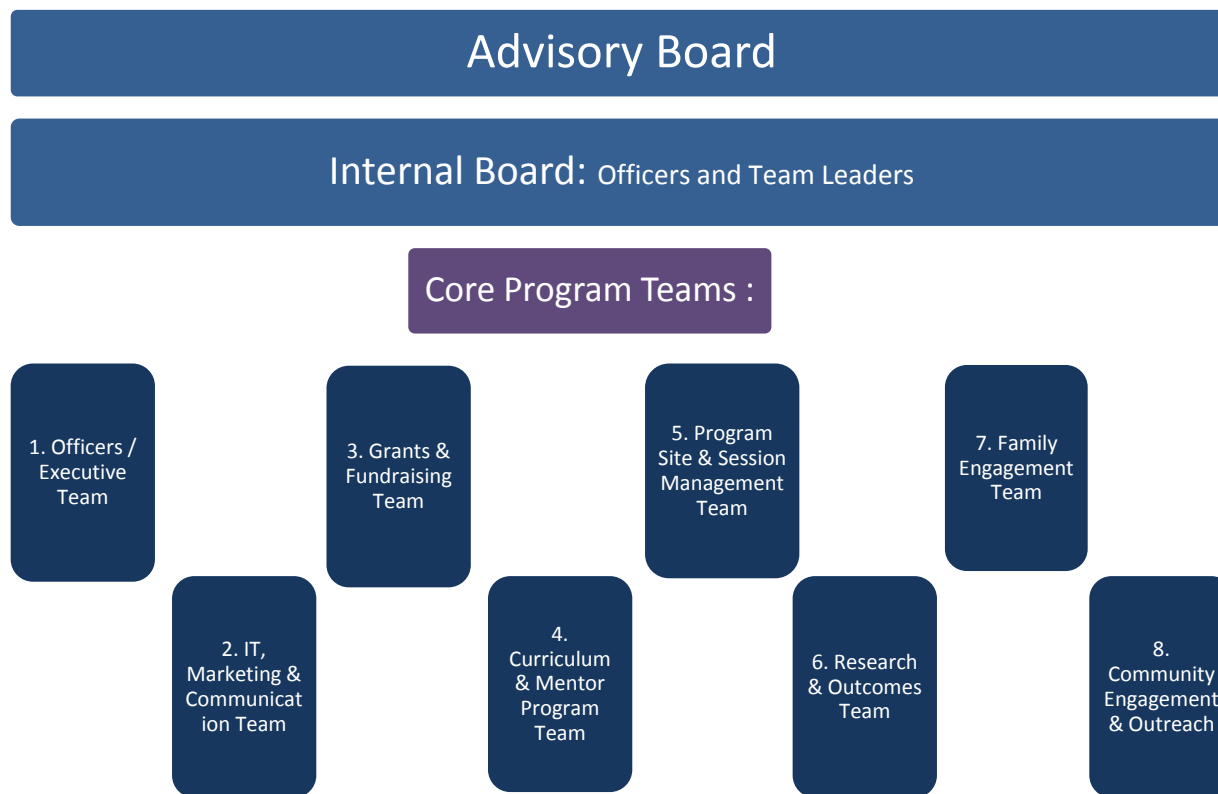 Advisory Board
Internal Board: Officers and Team Leaders
Core Program Teams :
1. Officers /
Executive
Team
2. IT,
Marketing &
Communicat
ion Team
3. Grants &
Fundraising
Team
4.
Curriculum
& Mentor
Program
Team
5. Program
Site & Session
Management
Team
6. Research
& Outcomes
Team
7. Family
Engagement
Team
8.
Community
Engagement
& Outreach